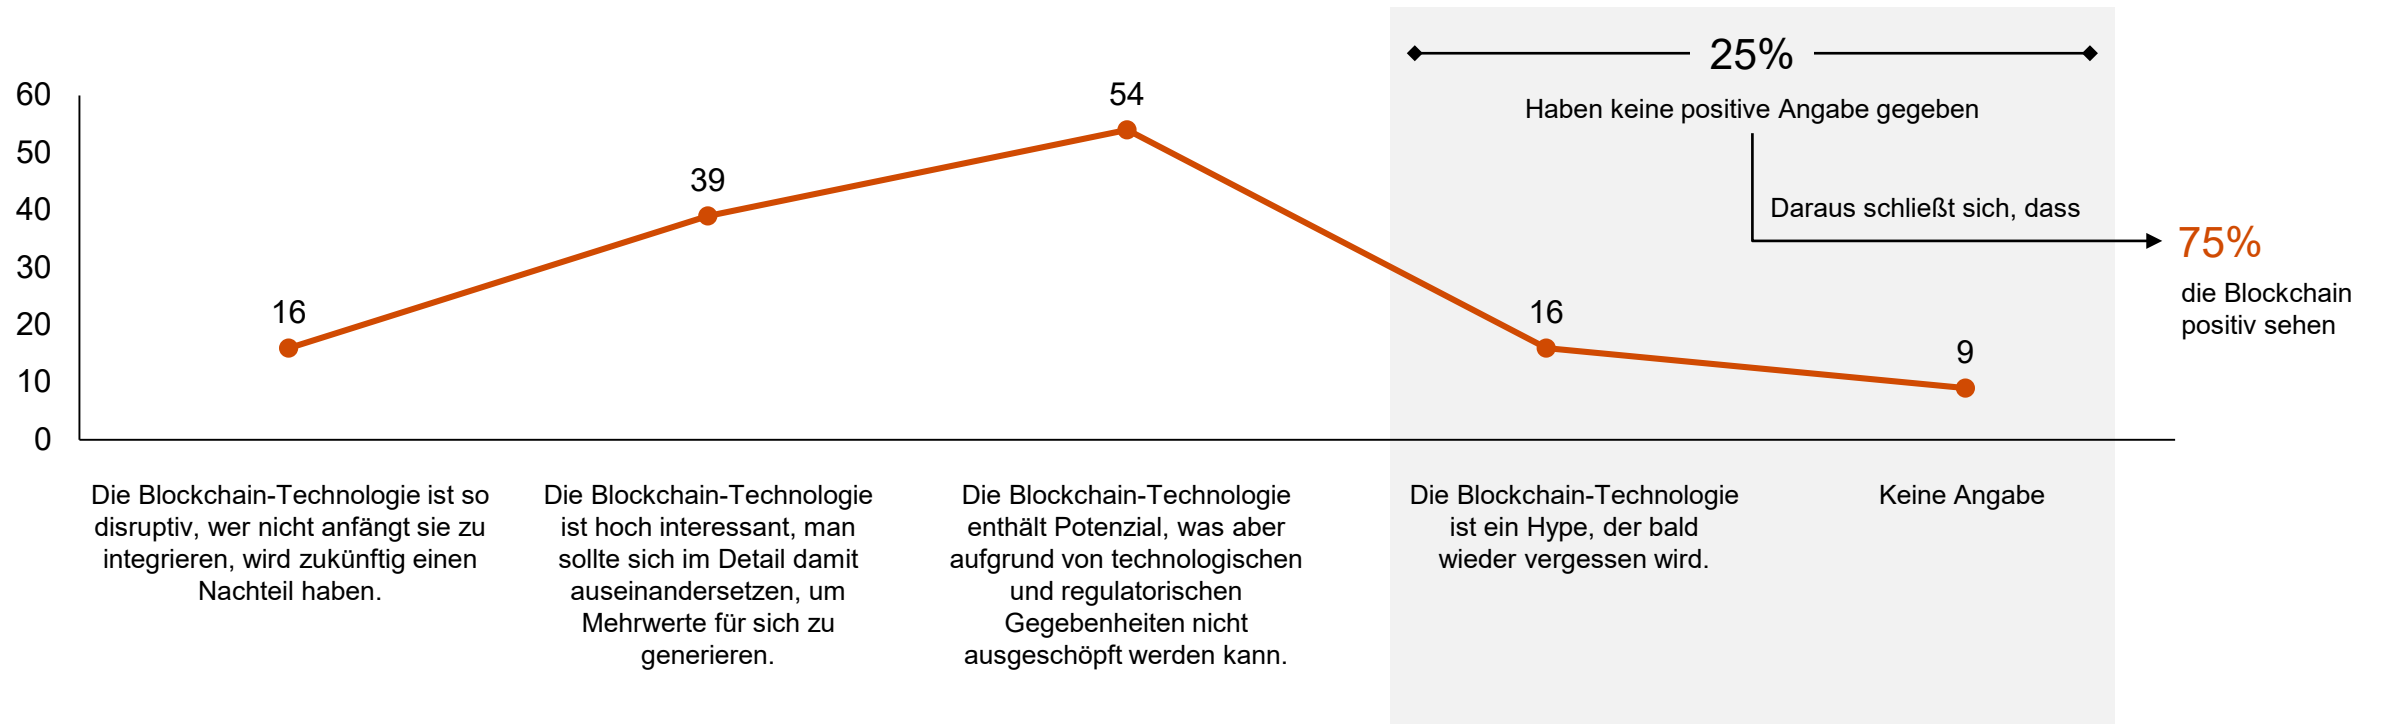 25%
Haben keine positive Angabe gegeben
Daraus schließt sich, dass
75%
die Blockchain
positiv sehen
60
50
40
30
20
10
0
16
39
54
16
9
Die Blockchain-Technologie ist so
disruptiv, wer nicht anfängt sie zu
integrieren, wird zukünftig einen
Nachteil haben.
Die Blockchain-Technologie
ist hoch interessant, man
sollte sich im Detail damit
auseinandersetzen, um
Mehrwerte für sich zu
generieren.
Die Blockchain-Technologie
enthält Potenzial, was aber
aufgrund von technologischen
und regulatorischen
Gegebenheiten nicht
ausgeschöpft werden kann.
Die Blockchain-Technologie
ist ein Hype, der bald
wieder vergessen wird.
Keine Angabe